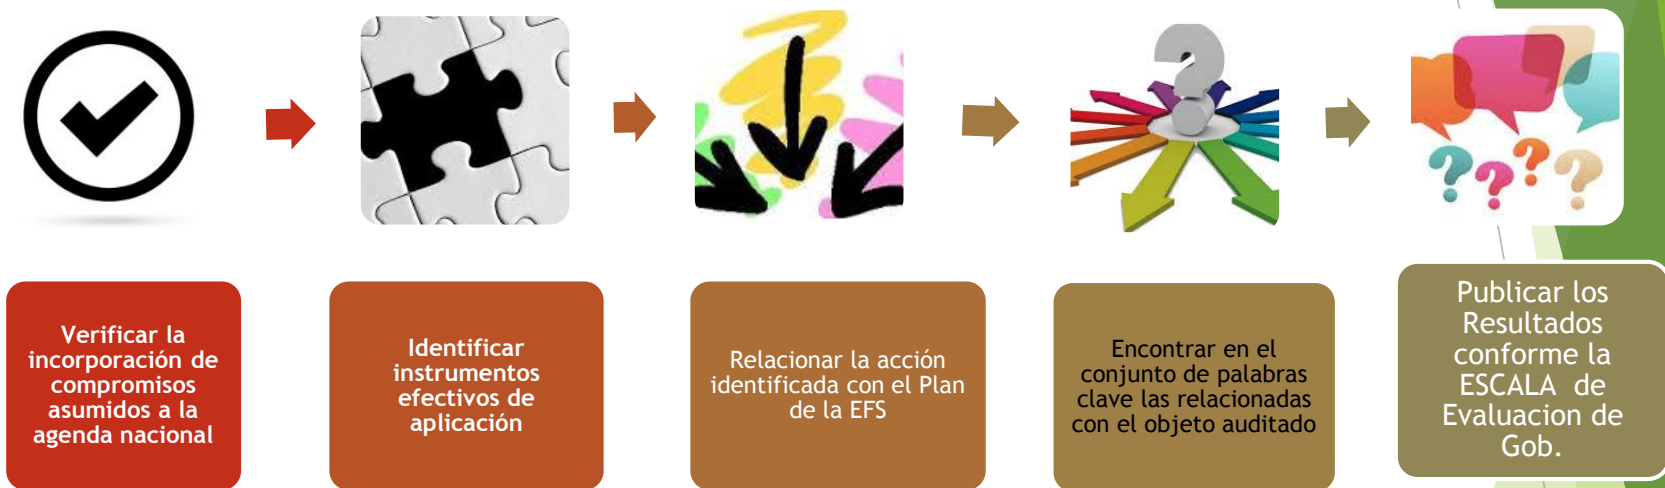 Verificar la
incorporación de
compromisos
asumidos a la
agenda nacional
Identificar
instrumentos
efectivos de
aplicación
Relacionar la acción
identificada con el Plan
de la EFS
Encontrar en el
conjunto de palabras
clave las relacionadas
con el objeto auditado
Publicar los
Resultados
conforme la
ESCALA de
Evaluacion de
Gob.